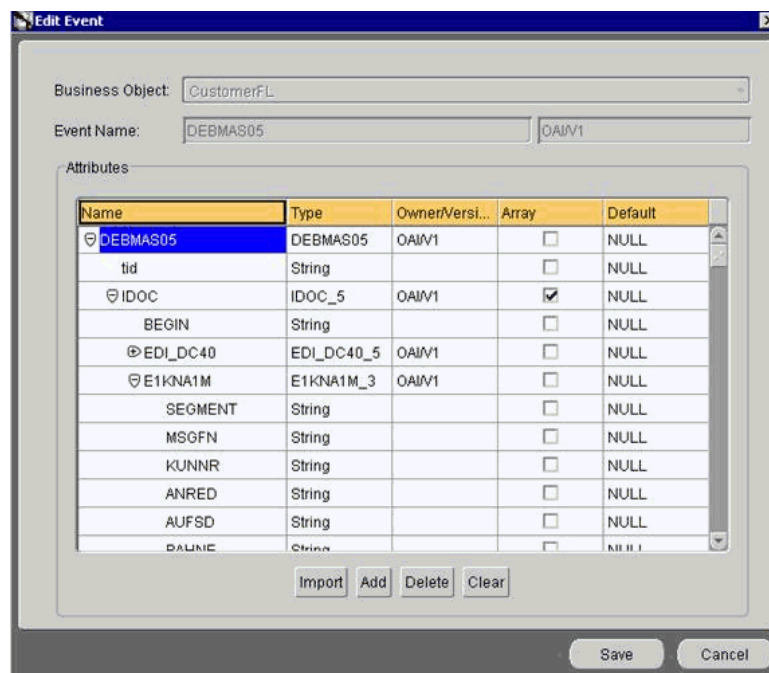 Edit Event
Business Object: CustomerFL
Event Name: DEBMAS05 OAI/V1
Attributes
Name Type Owner/Versi... Array Default
DEBMAS05 DEBMAS05 OAI/V1 NULL
tid String NULL
IDOC IDOC_5 OAI/V1 NULL
BEGIN String NULL
EDI_DC40 EDI_DC40_5 OAI/V1 NULL
E1KNA1M E1KNA1M_3 OAI/V1 NULL
SEGMENT String NULL
MSGFN String NULL
KUNNR String NULL
ANRED String NULL
AUFSD String NULL
String NULL
Import Add Delete Clear
Save Cancel